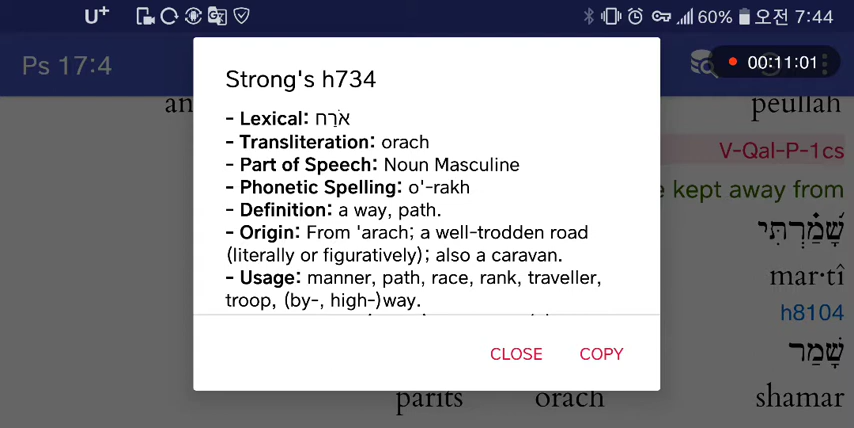 U+ 60% 오전 7:44
Ps 17:4 00:11:01
Strong's h734
- Lexical: אֹרַח
- Transliteration: orach
- Part of Speech: Noun Masculine
- Phonetic Spelling: o'-rakh
- Definition: a way, path.
- Origin: From 'arach; a well-trodden road
(literally or figuratively); also a caravan.
- Usage: manner, path, race, rank, traveller,
troop, (by-, high-)way.
CLOSE COPY
an peullah
V-Qal-P-1cs
kept away from
שָׁ֝מַ֗רְתִּי
mar·tî
h8104
שָׁמַר
parits orach shamar